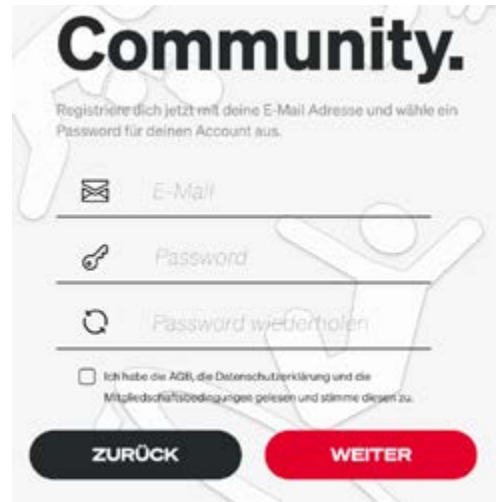 Community.
Registriere dich jetzt mit deine E-Mail Adresse und wähle ein
Password für deinen Account aus.
E-Mail
Password
Password wiederholen
Ich habe die AGB, die Datenschutzerklärung und die
Mitgliedschaftsbedingungen gelesen und stimme diesen zu.
ZURÜCK
WEITER